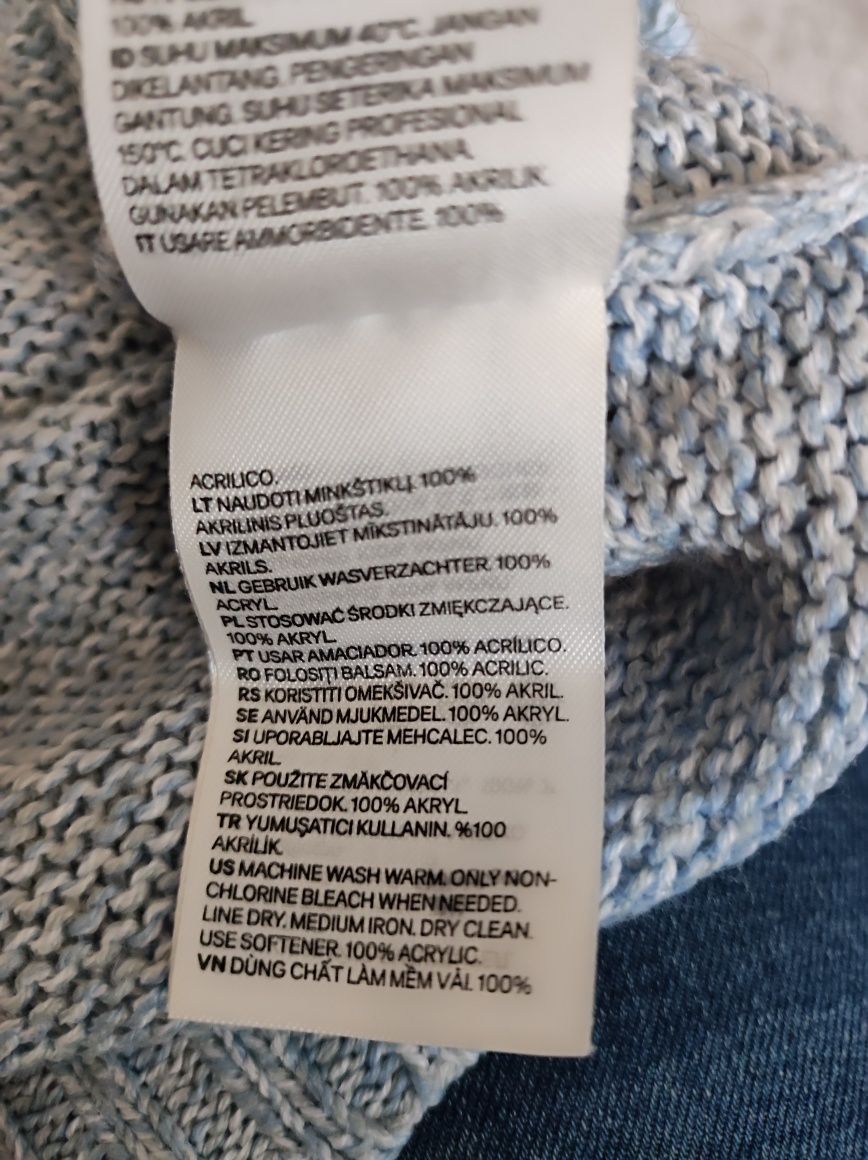 100% AKRIL
ID SUHU MAKSIMUM 40°C. JANGAN
DIKELANTANG. PENGERINGAN
GANTUNG. SUHU SETERIKA MAKSIMUM
150°C. CUCI KERING PROFESIONAL
DALAM TETRAKLOROETHANA
GUNAKAN PELEMBUT. 100% AKRILIK
IT USARE AMMORBIDENTE. 100%
ACRILICO.
LT NAUDOTI MINKŠTIKLĮ. 100%
AKRILINIS PLUOŠTAS.
LV IZMANTOJIET MĪKSTINĀTĀJU. 100%
AKRILS.
NL GEBRUIK WASVERZACHTER. 100%
ACRYL.
PL STOSOWAĆ ŚRODKI ZMIĘKCZAJĄCE.
100% AKRYL
PT USAR AMACIADOR. 100% ACRÍLICO.
RO FOLOSIȚI BALSAM. 100% ACRILIC.
RS KORISTITI OMEKŠIVAČ. 100% AKRIL.
SE ANVÄND MJUKMEDEL. 100% AKRYL.
SI UPORABLJAJTE MEHČALEC. 100%
AKRIL.
SK POUŽITE ZMÄKČOVACÍ
PROSTRIEDOK. 100% AKRYL
TR YUMUŞATICI KULLANIN. %100
AKRİLİK
US MACHINE WASH WARM. ONLY NON-
CHLORINE BLEACH WHEN NEEDED.
LINE DRY. MEDIUM IRON. DRY CLEAN.
USE SOFTENER. 100% ACRYLIC.
VN DÙNG CHẤT LÀM MỀM VẢI. 100%